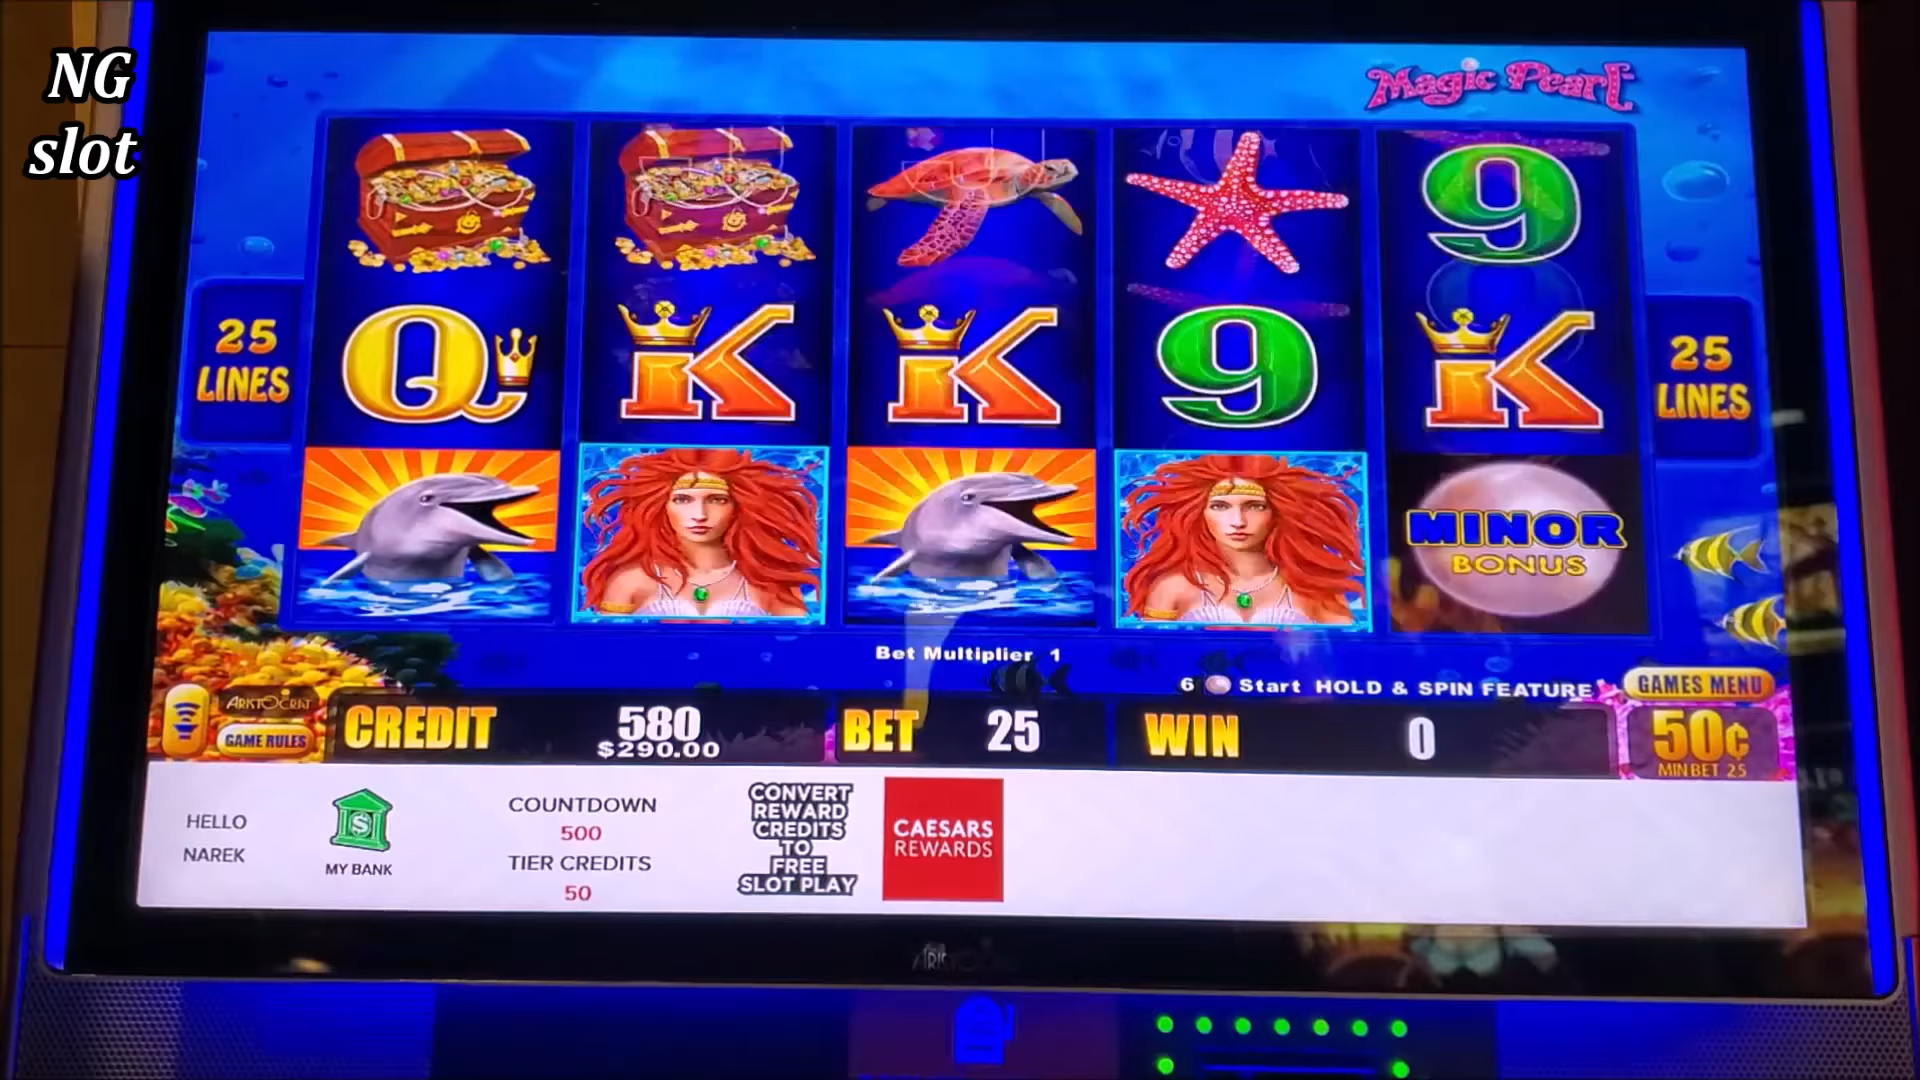 NG
slot
Magic Pearl
9
25
LINES
Q
K
K
9
K
25
LINES
MINOR
BONUS
Bet Multiplier 1
6 Start HOLD & SPIN FEATURE
GAMES MENU
ARISTOCRAT
GAME RULES
CREDIT
580
$290.00
BET
25
WIN
0
50¢
MIN BET 25
HELLO
NAREK
MY BANK
COUNTDOWN
500
TIER CREDITS
50
CONVERT
REWARD
CREDITS
TO
FREE
SLOT PLAY
CAESARS
REWARDS